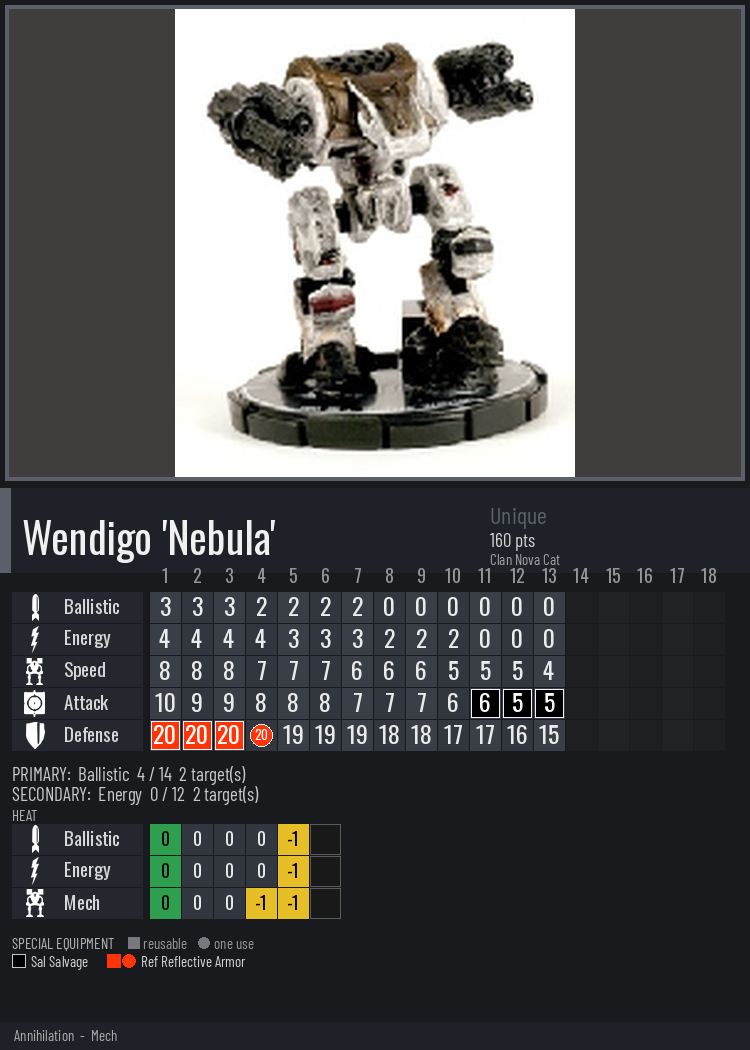 Wendigo 'Nebula'
Unique
160 pts
Clan Nova Cat
1 2 3 4 5 6 7 8 9 10 11 12 13 14 15 16 17 18
Ballistic 3 3 3 2 2 2 2 0 0 0 0 0 0
Energy 4 4 4 4 3 3 3 2 2 2 0 0 0
Speed 8 8 8 7 7 7 6 6 6 5 5 5 4
Attack 10 9 9 8 8 8 7 7 7 6 6 5 5
Defense 20 20 20 20 19 19 19 18 18 17 17 16 15
PRIMARY: Ballistic 4 / 14 2 target(s)
SECONDARY: Energy 0 / 12 2 target(s)
HEAT
Ballistic 0 0 0 0 -1
Energy 0 0 0 0 -1
Mech 0 0 0 -1 -1
SPECIAL EQUIPMENT reusable one use
Sal Salvage Ref Reflective Armor
Annihilation - Mech